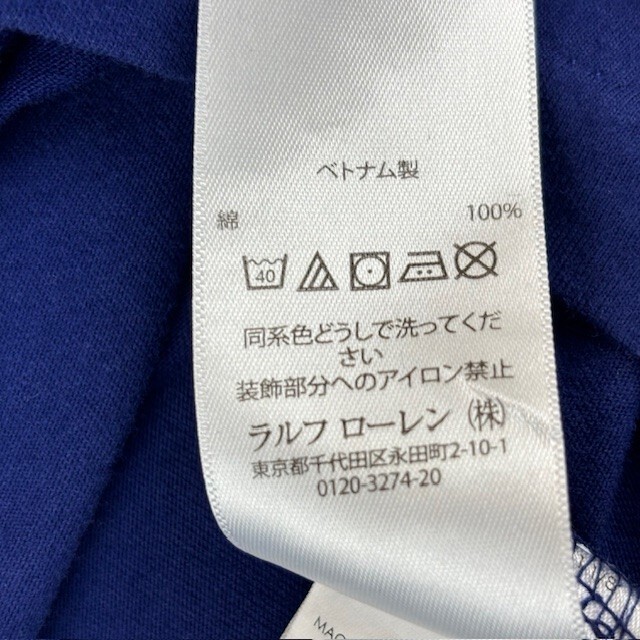 ベトナム製
綿 100%
40
同系色どうしで洗ってくだ
さい
装飾部分へのアイロン禁止
ラルフ ローレン (株)
東京都千代田区永田町2-10-1
0120-3274-20